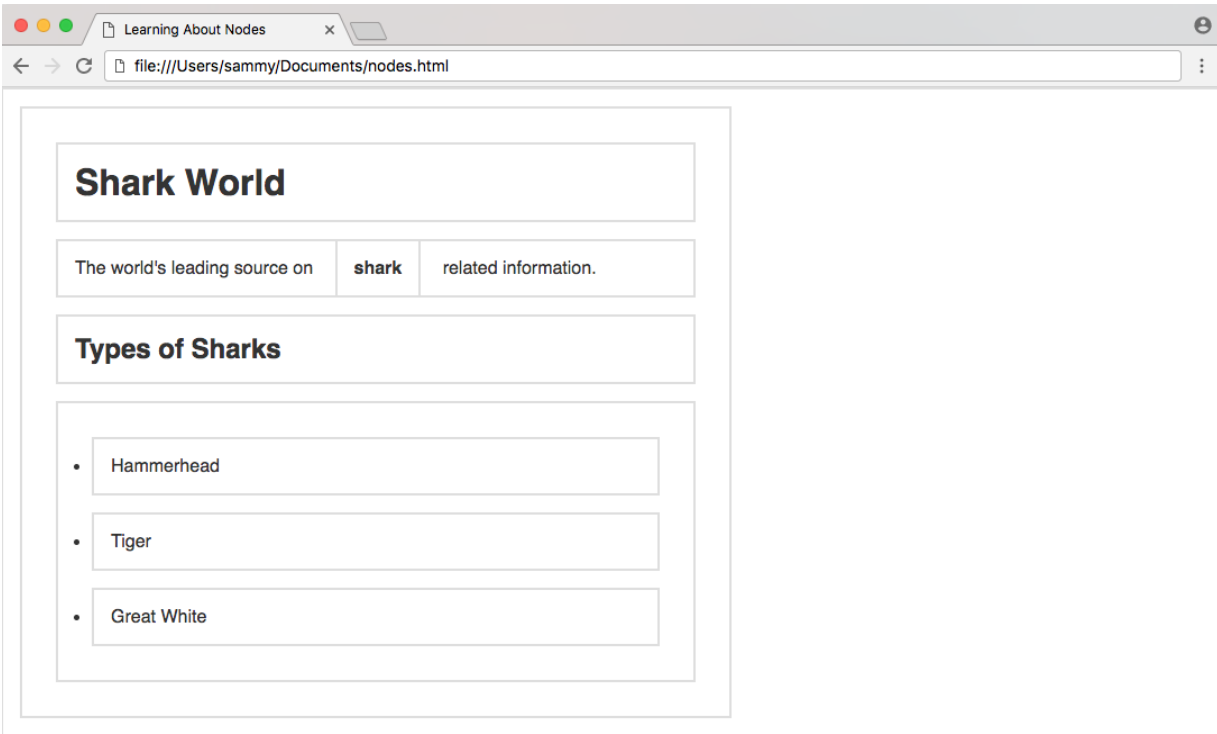 Learning About Nodes
file:///Users/sammy/Documents/nodes.html
Shark World
The world's leading source on shark related information.
Types of Sharks
Hammerhead
Tiger
Great White